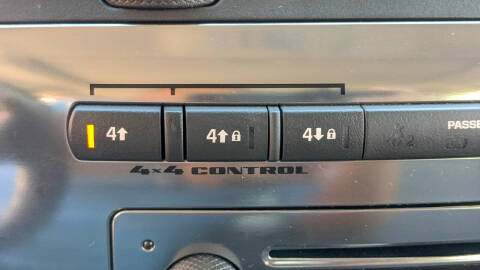 4⬆ 4⬆🔒 4⬇🔒 PASSE
4x4 CONTROL